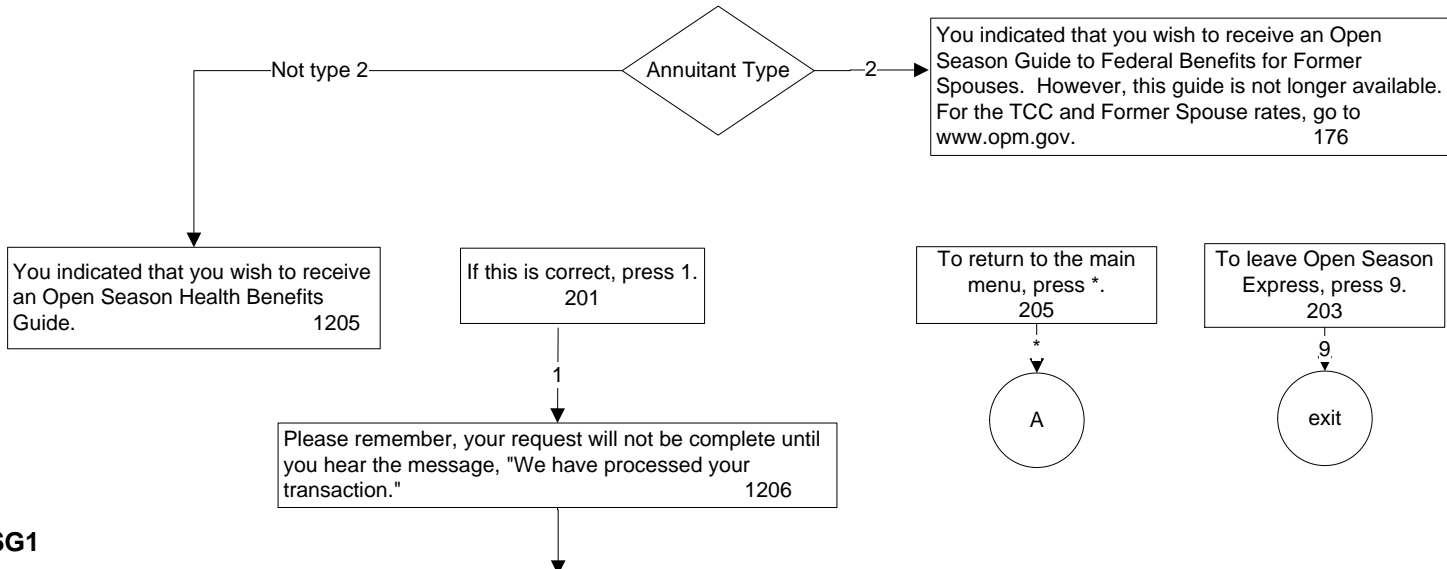 Not type 2
Annuitant Type
2
You indicated that you wish to receive an Open
Season Guide to Federal Benefits for Former
Spouses.  However, this guide is not longer available.
For the TCC and Former Spouse rates, go to
www.opm.gov. 176
You indicated that you wish to receive
an Open Season Health Benefits
Guide. 1205
If this is correct, press 1.
201
To return to the main
menu, press *.
205
To leave Open Season
Express, press 9.
203
1
*
9
A
exit
Please remember, your request will not be complete until
you hear the message, "We have processed your
transaction." 1206
SG1